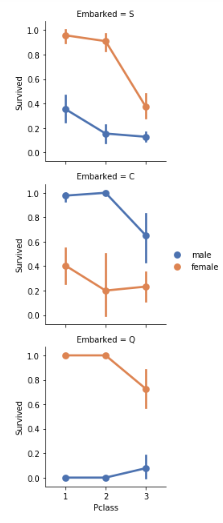 Embarked = S
1.0
0.8
0.6
0.4
0.2
0.0
Survived
Embarked = C
1.0
0.8
0.6
0.4
0.2
0.0
Survived
male
female
Embarked = Q
1.0
0.8
0.6
0.4
0.2
0.0
Survived
1 2 3
Pclass